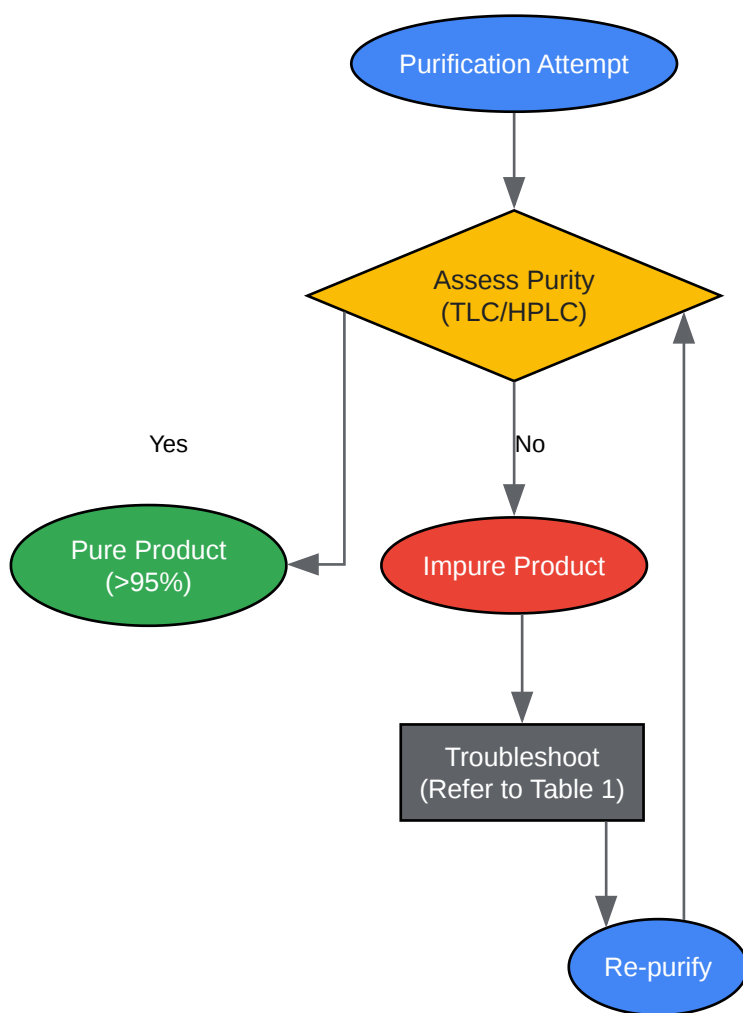 Purification Attempt
Assess Purity
(TLC/HPLC)
Yes
No
Pure Product
(>95%)
Impure Product
Troubleshoot
(Refer to Table 1)
Re-purify